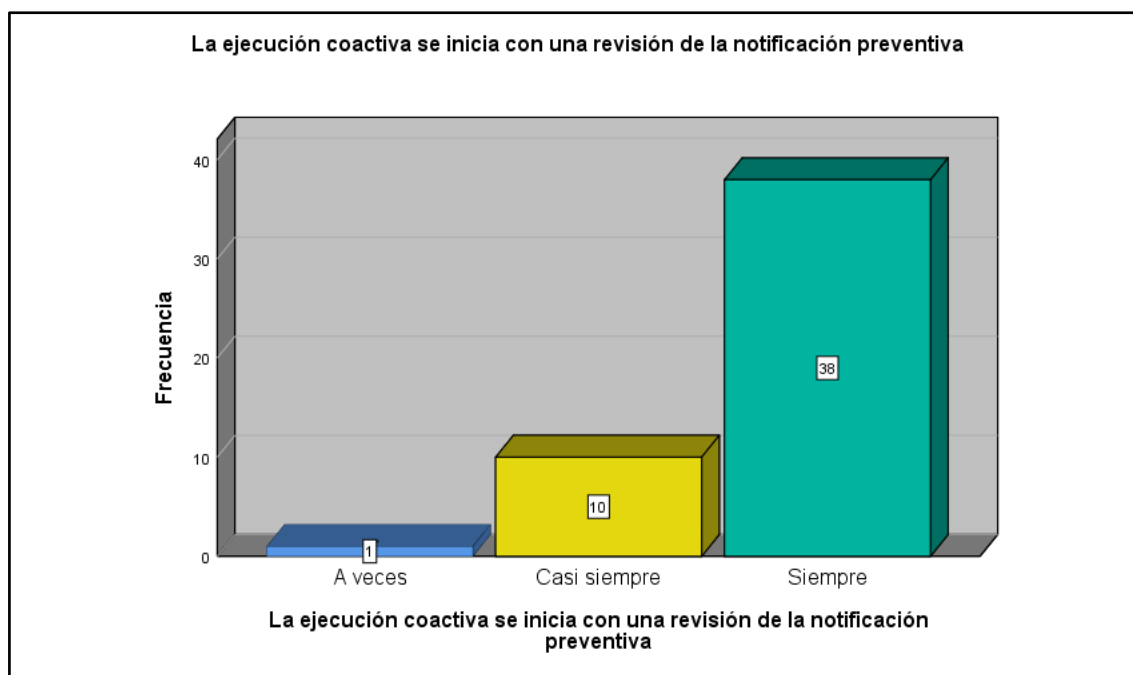 La ejecución coactiva se inicia con una revisión de la notificación preventiva
40
30
20
10
0
Frecuencia
1
10
38
A veces
Casi siempre
Siempre
La ejecución coactiva se inicia con una revisión de la notificación
preventiva